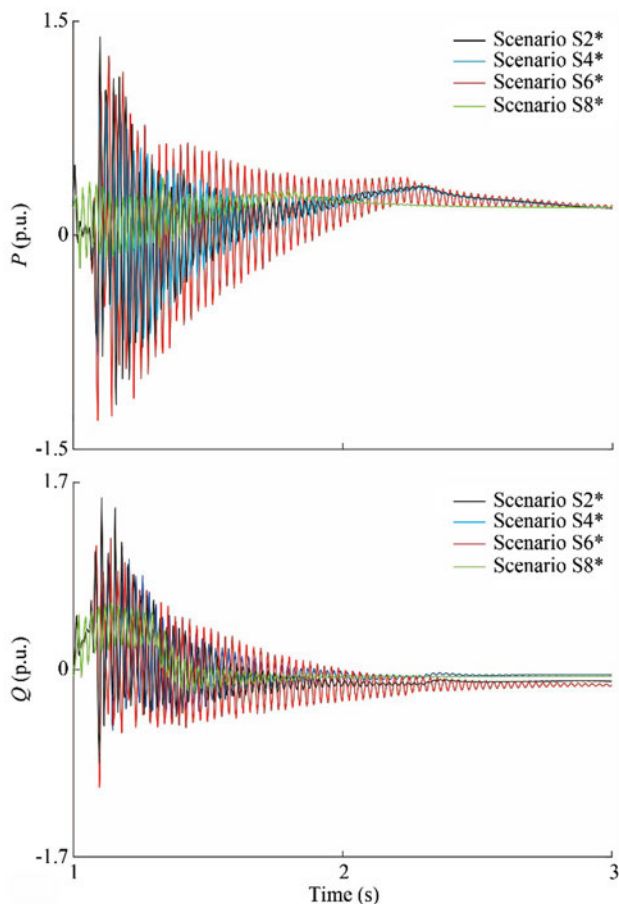 1.5
Scenario S2*
Scenario S4*
Scenario S6*
Scenario S8*
P (p.u.)
0
-1.5
1.7
Scenario S2*
Scenario S4*
Scenario S6*
Scenario S8*
Q (p.u.)
0
-1.7
1 2 3
Time (s)